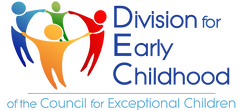 Division for
Early
Childhood
of the Council for Exceptional Children